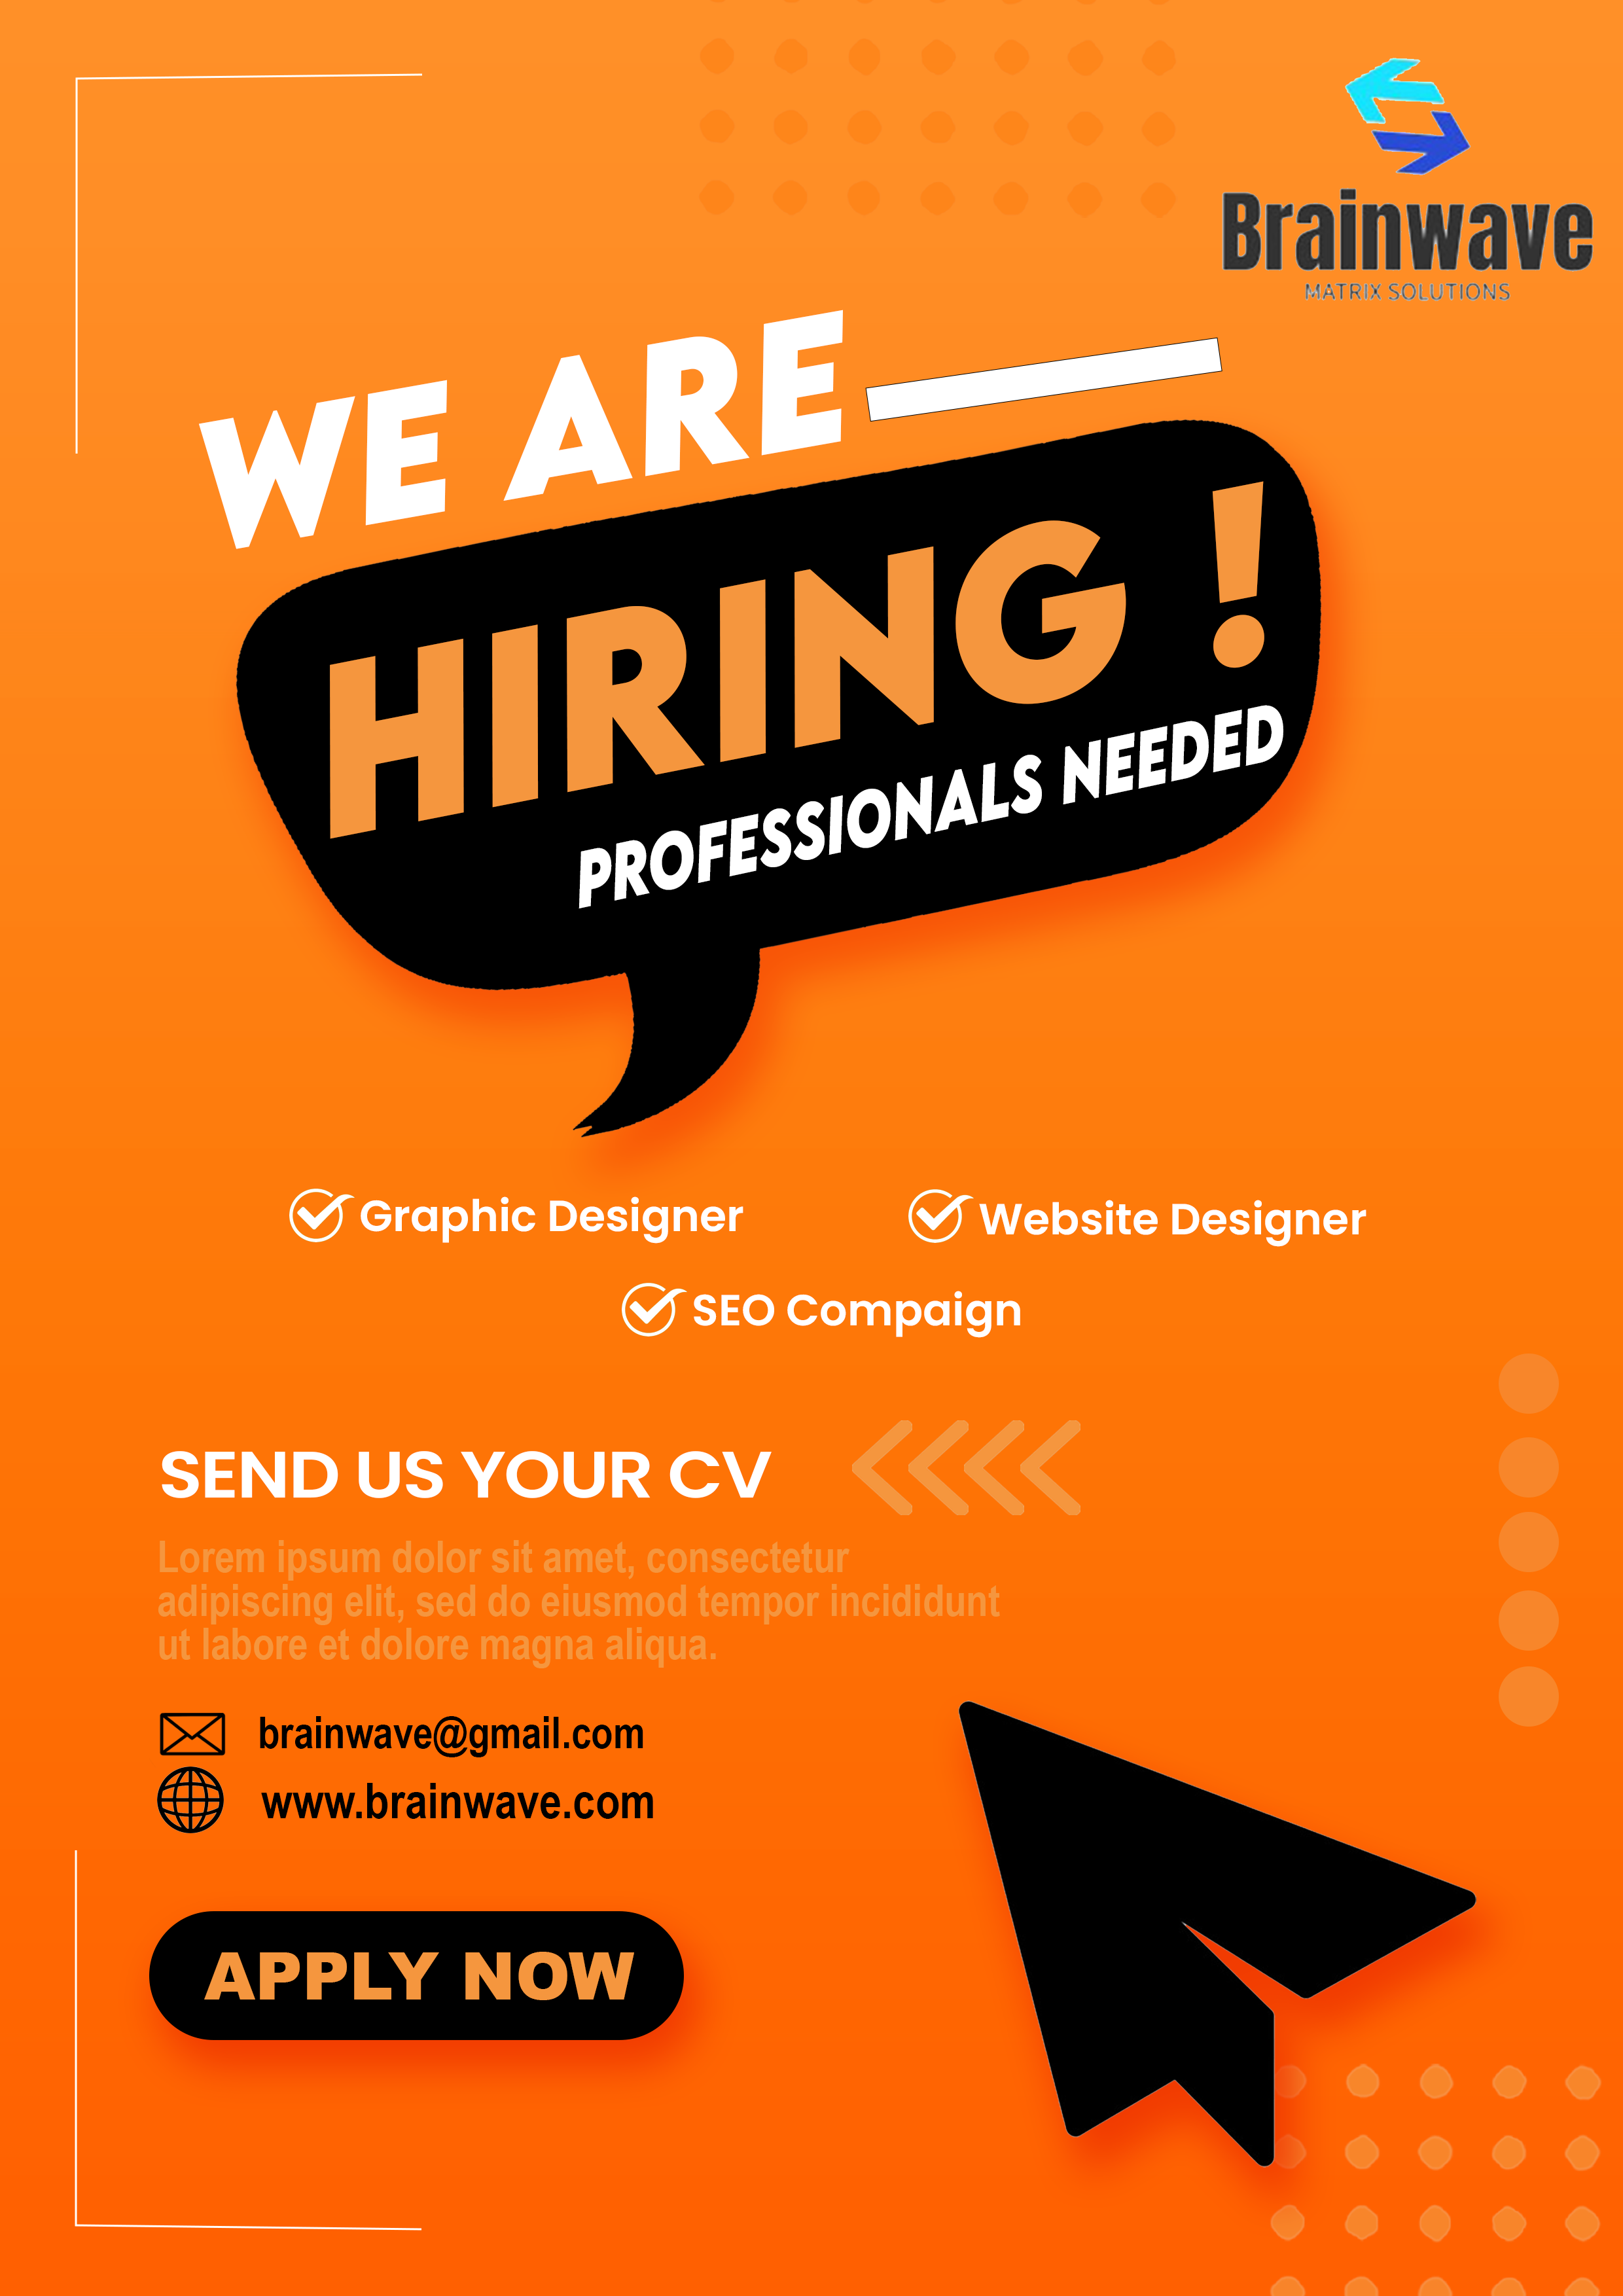 Brainwave
MATRIX SOLUTIONS
WE ARE
HIRING !
PROFESSIONALS NEEDED
Graphic Designer
Website Designer
SEO Compaign
SEND US YOUR CV
Lorem ipsum dolor sit amet, consectetur
adipiscing elit, sed do eiusmod tempor incididunt
ut labore et dolore magna aliqua.
brainwave@gmail.com
www.brainwave.com
APPLY NOW